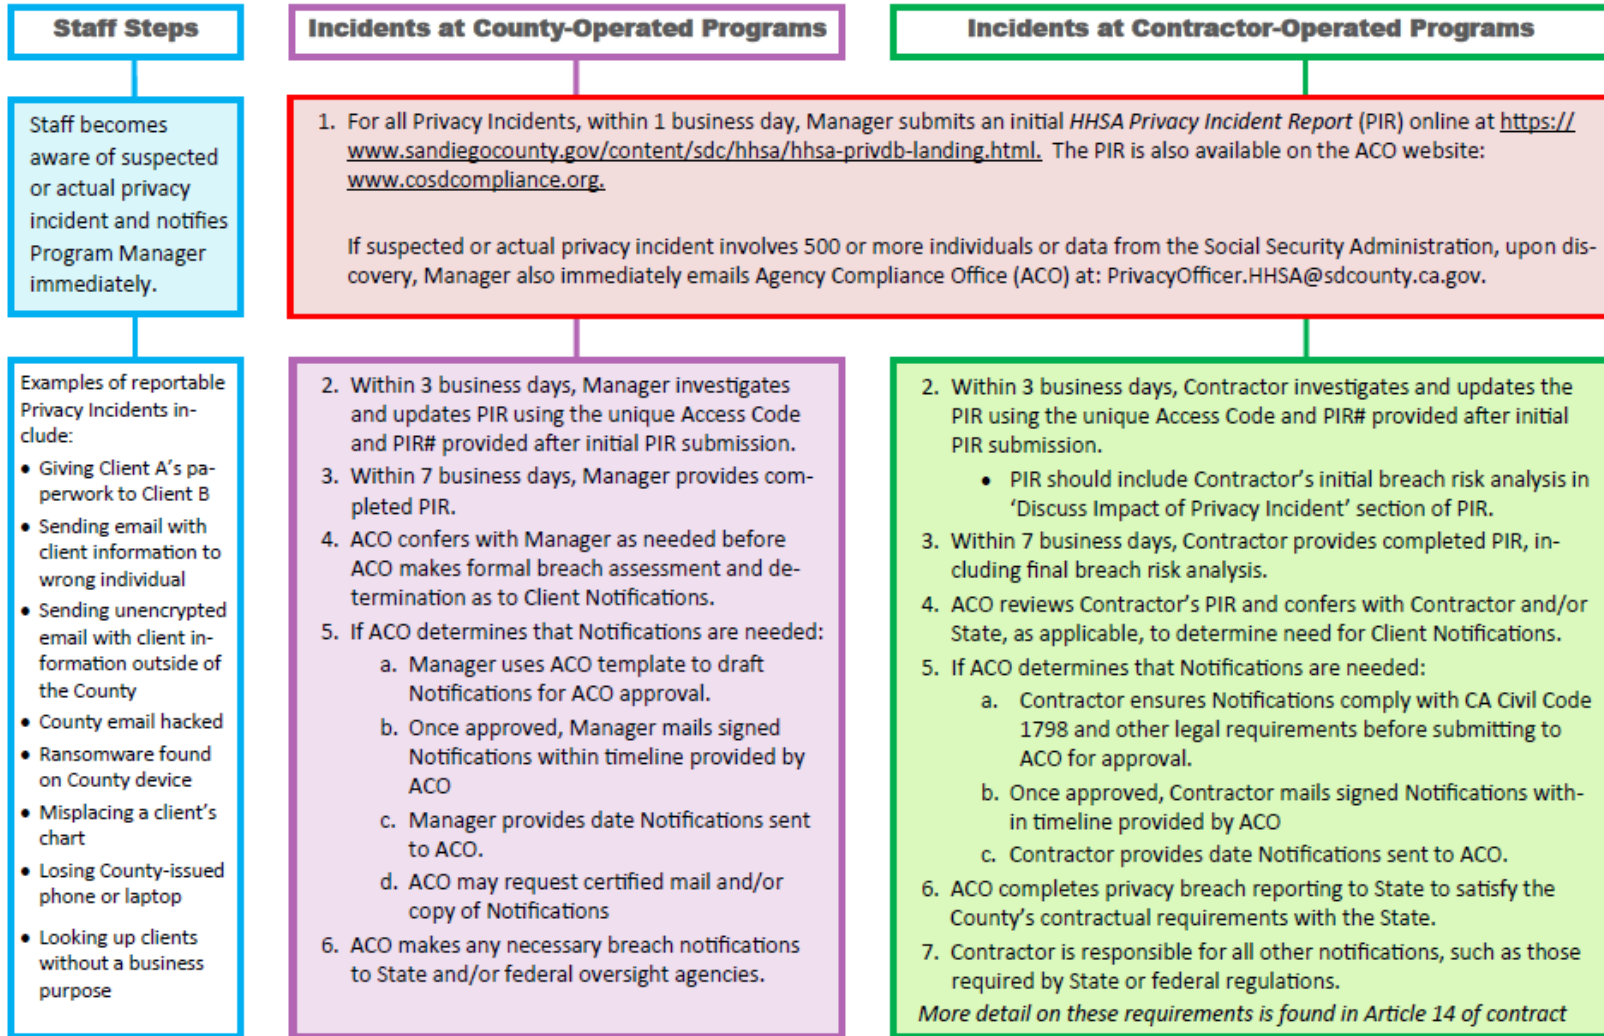 Staff Steps
Incidents at County-Operated Programs
Incidents at Contractor-Operated Programs
Staff becomes
aware of suspected
or actual privacy
incident and notifies
Program Manager
immediately.
1. For all Privacy Incidents, within 1 business day, Manager submits an initial HHSA Privacy Incident Report (PIR) online at https://
www.sandiegocounty.gov/content/sdc/hhsa/hhsa-privdb-landing.html. The PIR is also available on the ACO website:
www.cosdcompliance.org.
If suspected or actual privacy incident involves 500 or more individuals or data from the Social Security Administration, upon dis-
covery, Manager also immediately emails Agency Compliance Office (ACO) at: PrivacyOfficer.HHSA@sdcounty.ca.gov.
Examples of reportable
Privacy Incidents in-
clude:
• Giving Client A's pa-
perwork to Client B
• Sending email with
client information to
wrong individual
• Sending unencrypted
email with client in-
formation outside of
the County
• County email hacked
• Ransomware found
on County device
• Misplacing a client's
chart
• Losing County-issued
phone or laptop
• Looking up clients
without a business
purpose
2. Within 3 business days, Manager investigates
and updates PIR using the unique Access Code
and PIR# provided after initial PIR submission.
3. Within 7 business days, Manager provides com-
pleted PIR.
4. ACO confers with Manager as needed before
ACO makes formal breach assessment and de-
termination as to Client Notifications.
5. If ACO determines that Notifications are needed:
a. Manager uses ACO template to draft
Notifications for ACO approval.
b. Once approved, Manager mails signed
Notifications within timeline provided by
ACO
c. Manager provides date Notifications sent
to ACO.
d. ACO may request certified mail and/or
copy of Notifications
6. ACO makes any necessary breach notifications
to State and/or federal oversight agencies.
2. Within 3 business days, Contractor investigates and updates the
PIR using the unique Access Code and PIR# provided after initial
PIR submission.
• PIR should include Contractor's initial breach risk analysis in
'Discuss Impact of Privacy Incident' section of PIR.
3. Within 7 business days, Contractor provides completed PIR, in-
cluding final breach risk analysis.
4. ACO reviews Contractor's PIR and confers with Contractor and/or
State, as applicable, to determine need for Client Notifications.
5. If ACO determines that Notifications are needed:
a. Contractor ensures Notifications comply with CA Civil Code
1798 and other legal requirements before submitting to
ACO for approval.
b. Once approved, Contractor mails signed Notifications with-
in timeline provided by ACO
c. Contractor provides date Notifications sent to ACO.
6. ACO completes privacy breach reporting to State to satisfy the
County's contractual requirements with the State.
7. Contractor is responsible for all other notifications, such as those
required by State or federal regulations.
More detail on these requirements is found in Article 14 of contract